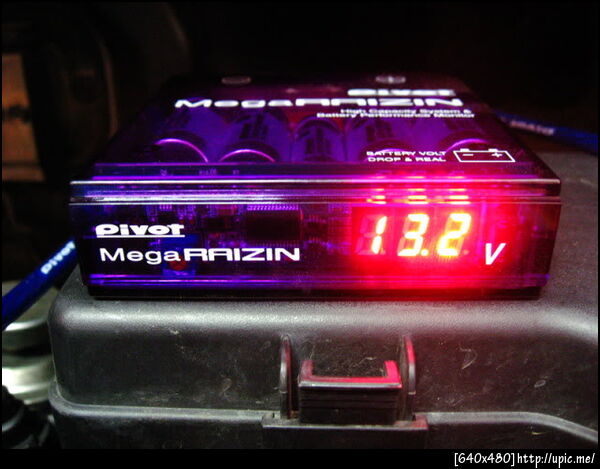 Pivot
MegaRAIZIN
High Capacity System &
Battery Performance Monitor
BATTERY VOLT
DROP & REAL
Pivot
MegaRAIZIN
13.2 V
[640x480]http://upic.me/